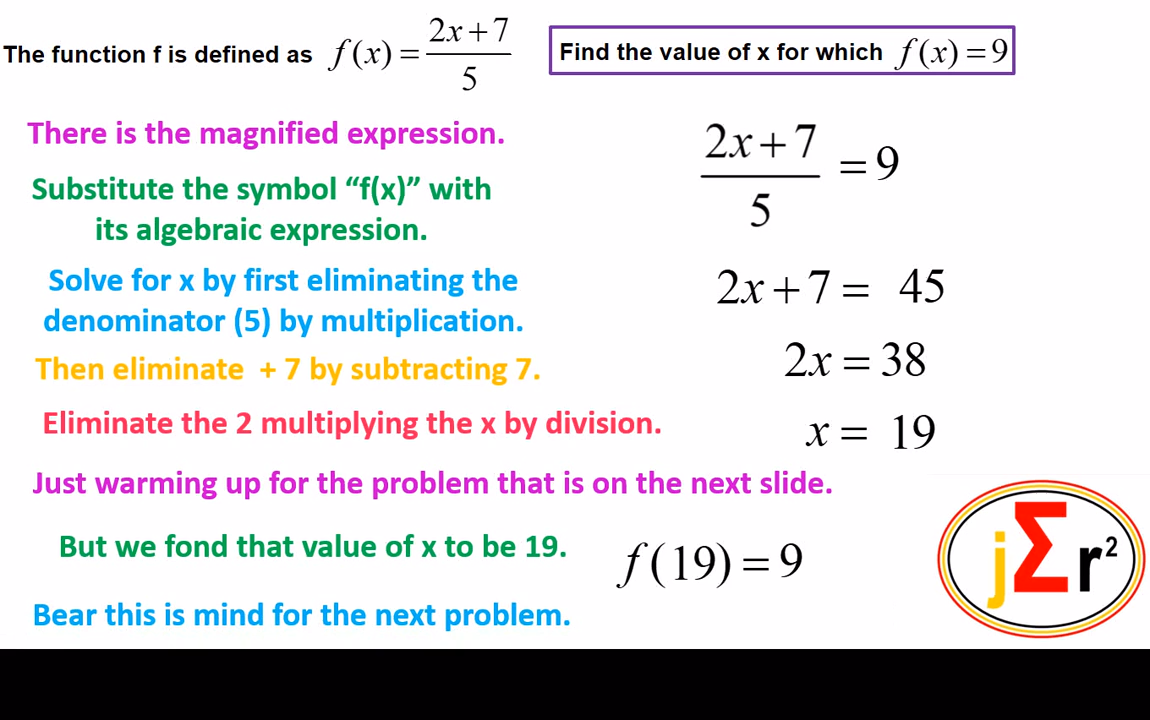 The function f is defined as f(x) = (2x + 7)/5
Find the value of x for which f(x) = 9
There is the magnified expression.
(2x + 7)/5 = 9
Substitute the symbol “f(x)” with
its algebraic expression.
Solve for x by first eliminating the
denominator (5) by multiplication.
2x + 7 = 45
Then eliminate + 7 by subtracting 7.
2x = 38
Eliminate the 2 multiplying the x by division.
x = 19
Just warming up for the problem that is on the next slide.
But we fond that value of x to be 19.
f(19) = 9
Bear this is mind for the next problem.
jΣr²